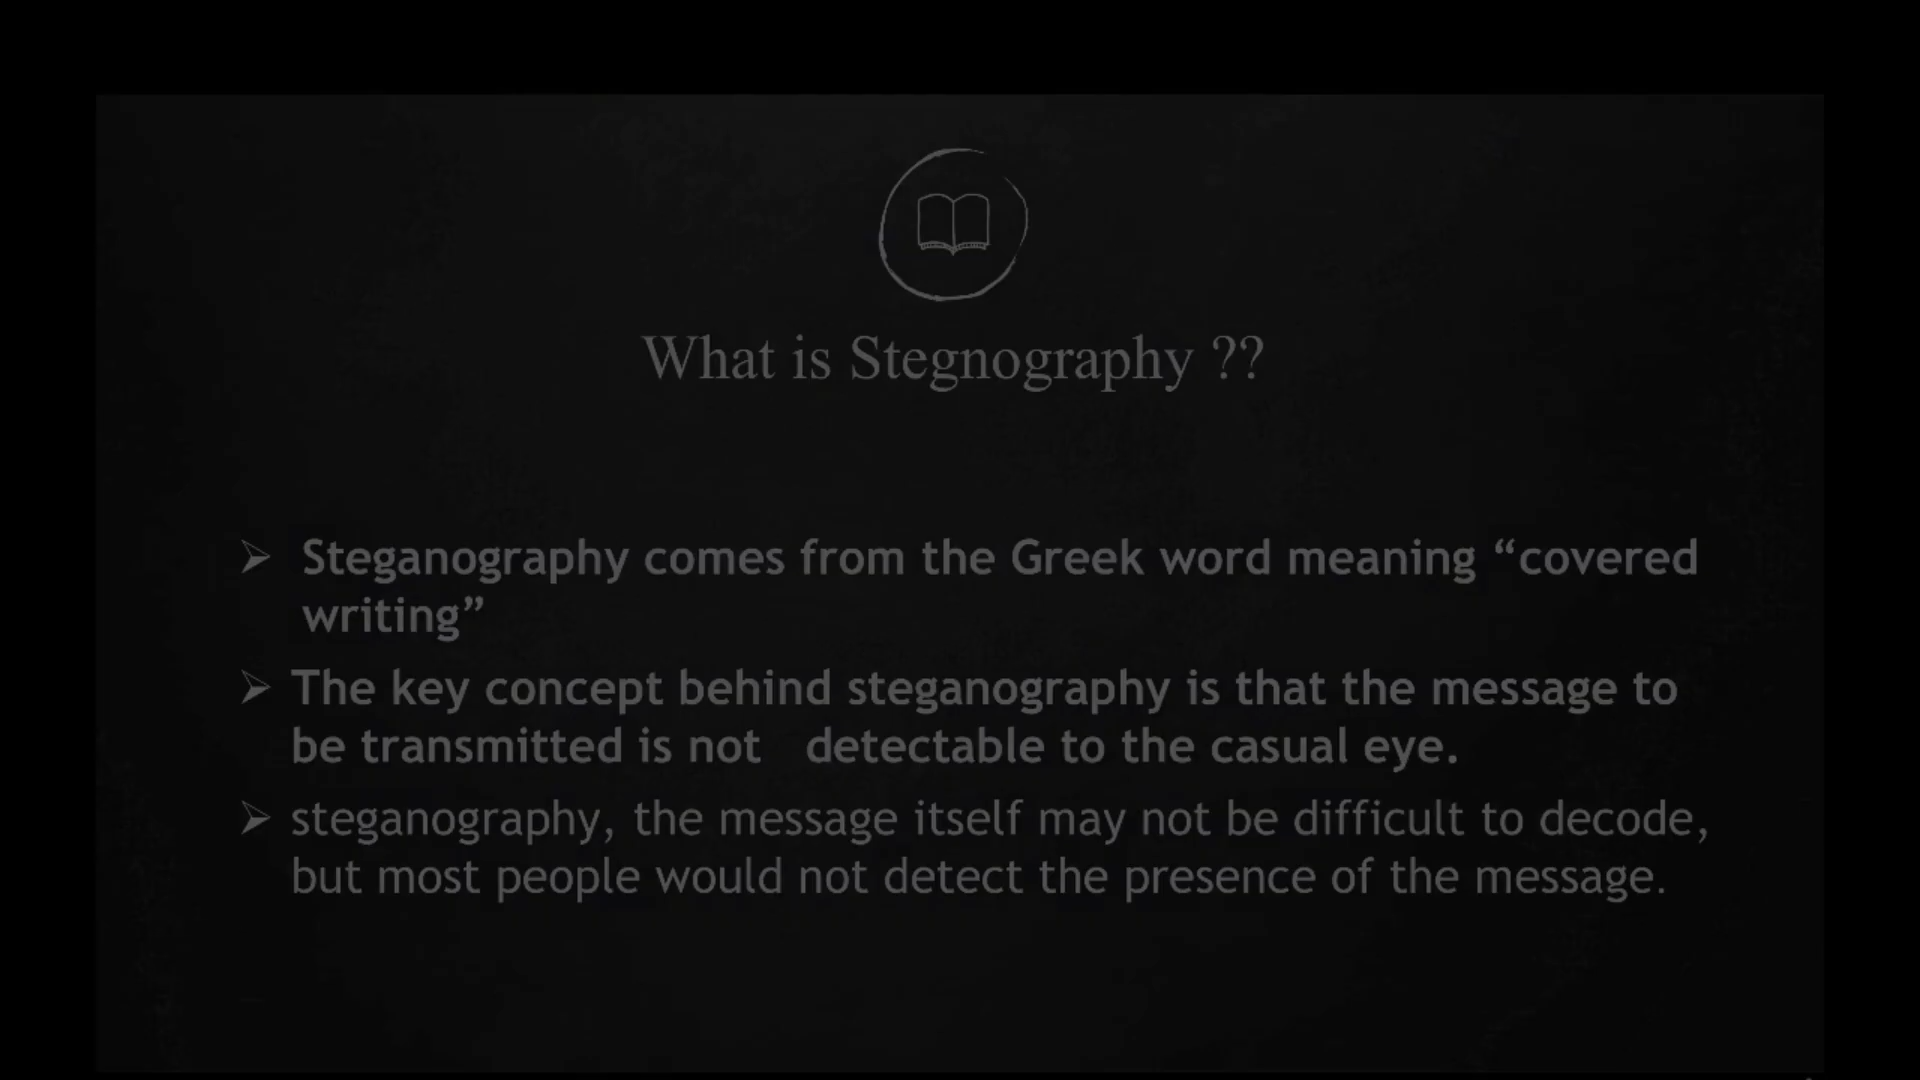 What is Stegnography ??
➢ Steganography comes from the Greek word meaning “covered
writing”
➢ The key concept behind steganography is that the message to
be transmitted is not detectable to the casual eye.
➢ steganography, the message itself may not be difficult to decode,
but most people would not detect the presence of the message.